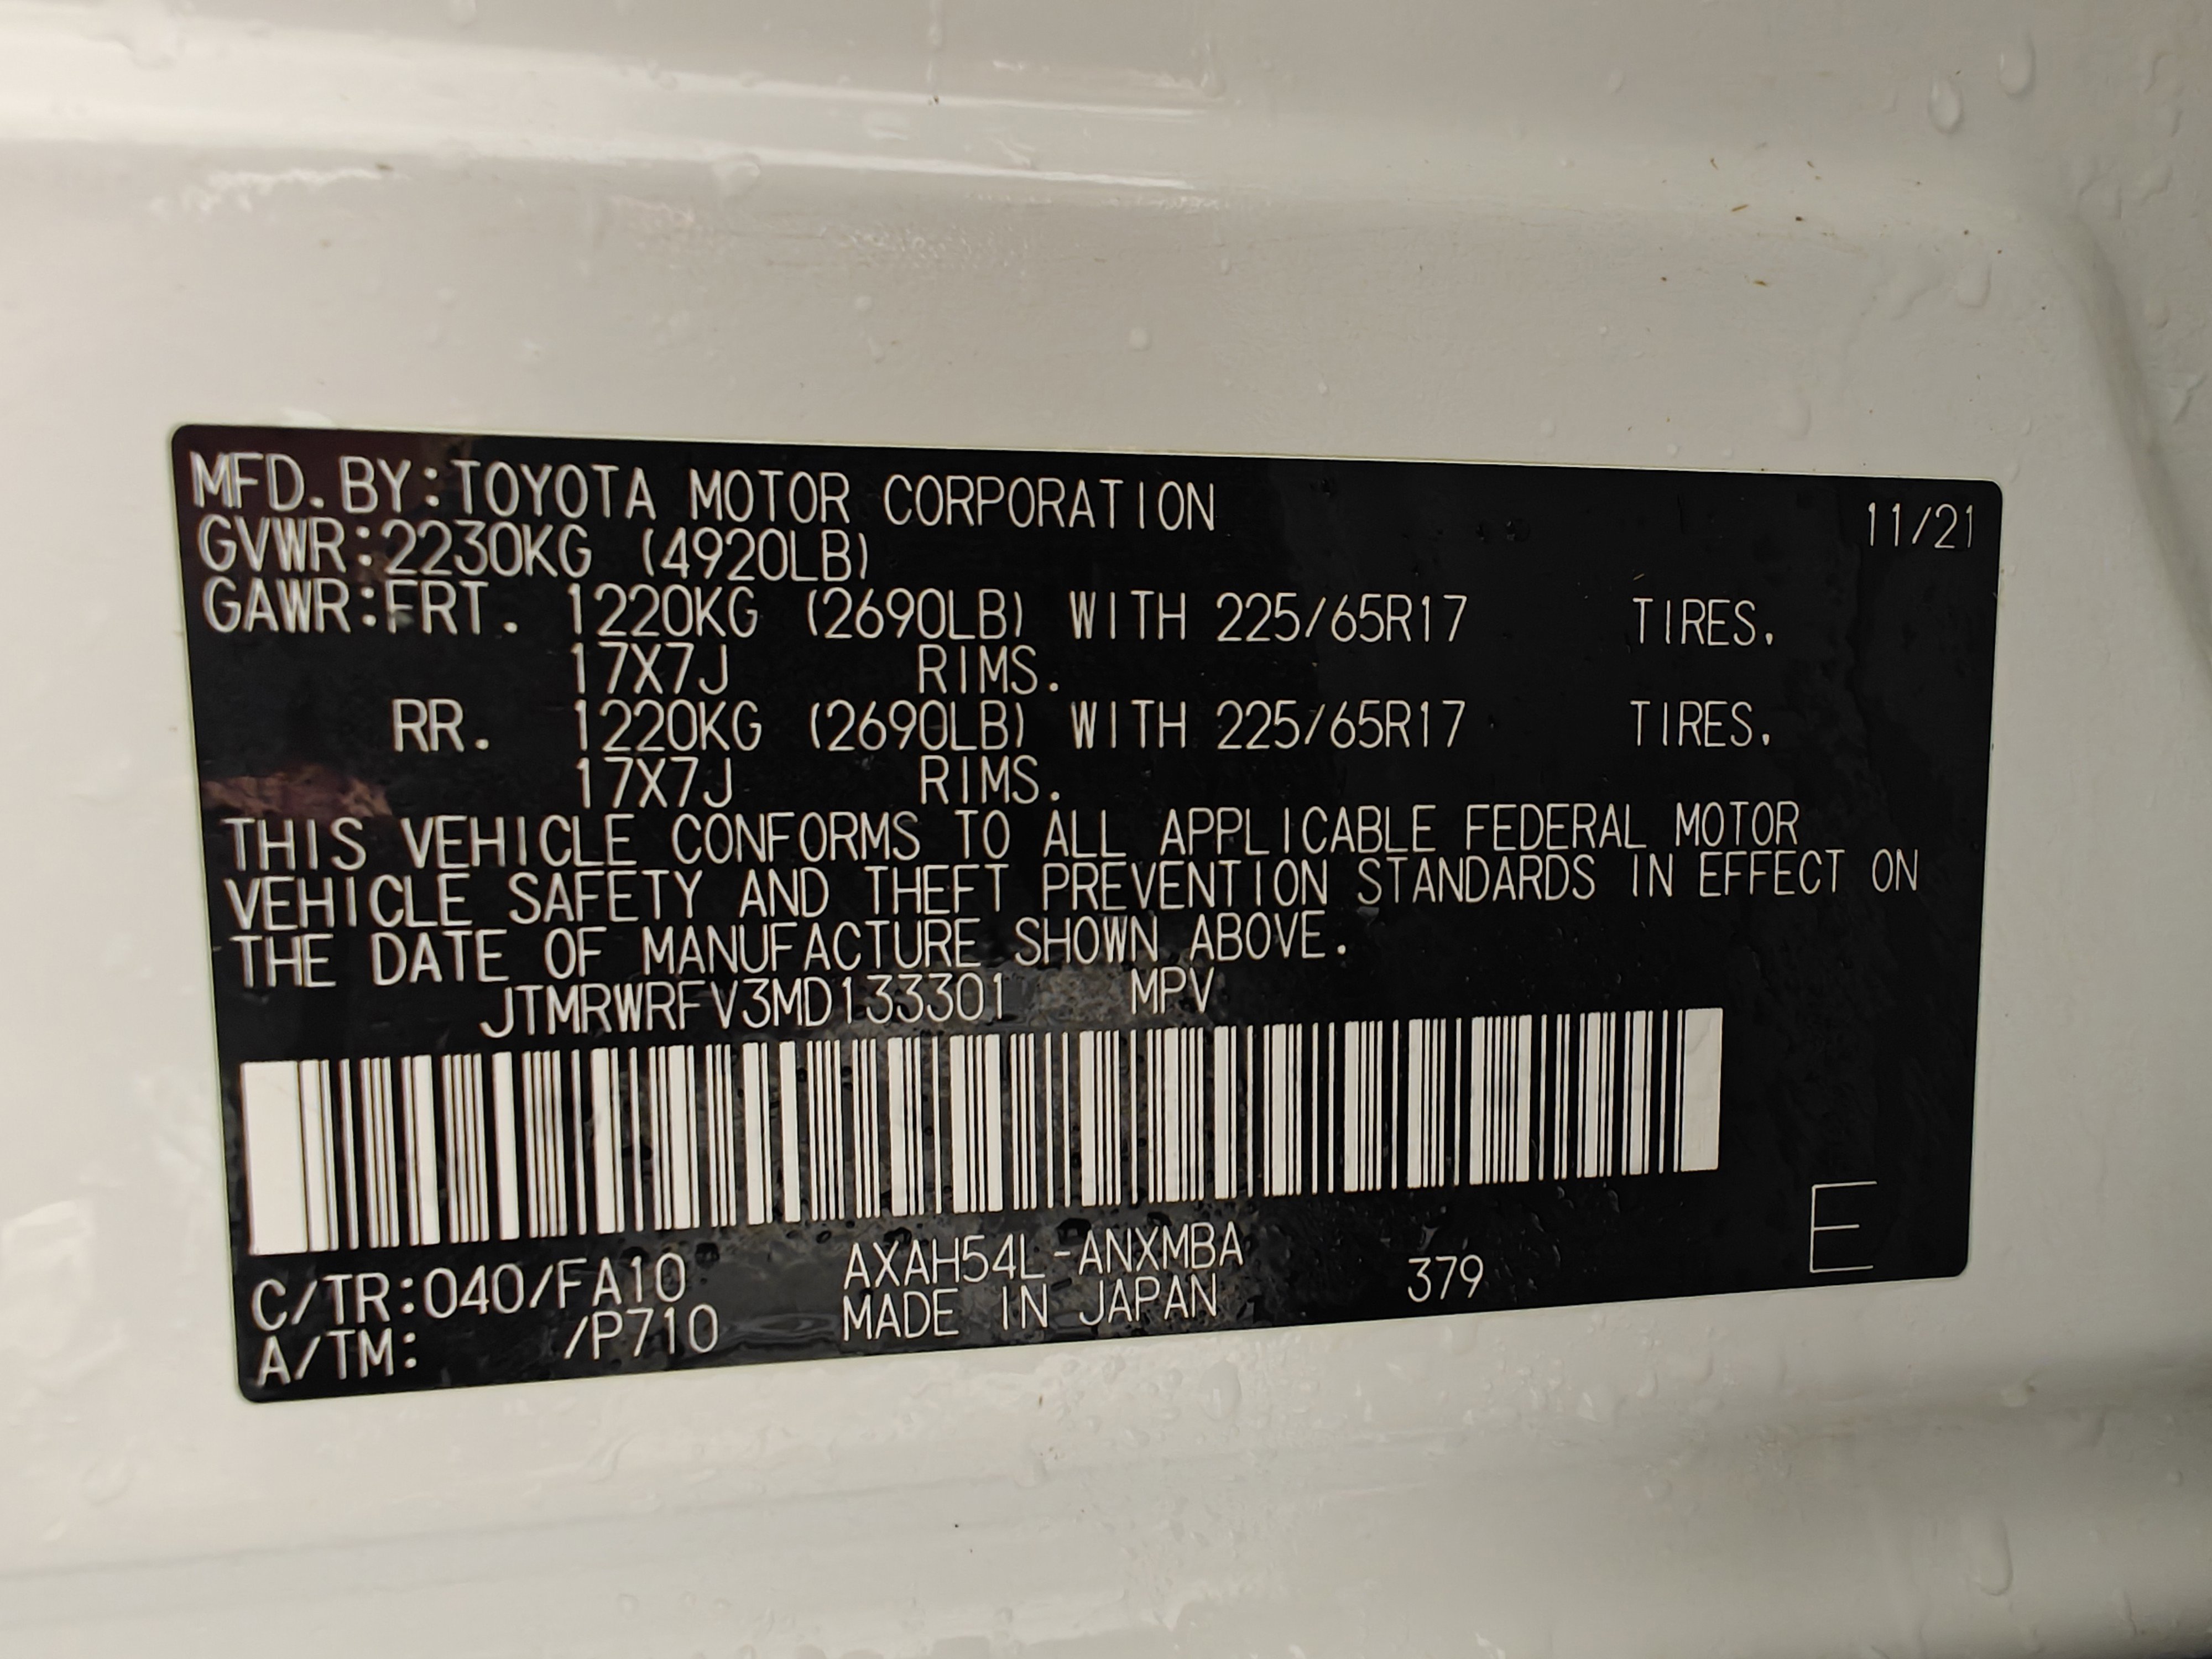 MFD. BY:TOYOTA MOTOR CORPORATION 11/21
GVWR:2230KG (4920LB)
GAWR:FRT. 1220KG (2690LB) WITH 225/65R17 TIRES.
17X7J RIMS.
RR. 1220KG (2690LB) WITH 225/65R17 TIRES.
17X7J RIMS.
THIS VEHICLE CONFORMS TO ALL APPLICABLE FEDERAL MOTOR
VEHICLE SAFETY AND THEFT PREVENTION STANDARDS IN EFFECT ON
THE DATE OF MANUFACTURE SHOWN ABOVE.
JTMRWRFV3MD133301 MPV
C/TR:040/FA10 AXAH54L-ANXMBA
A/TM: /P710 MADE IN JAPAN 379 E